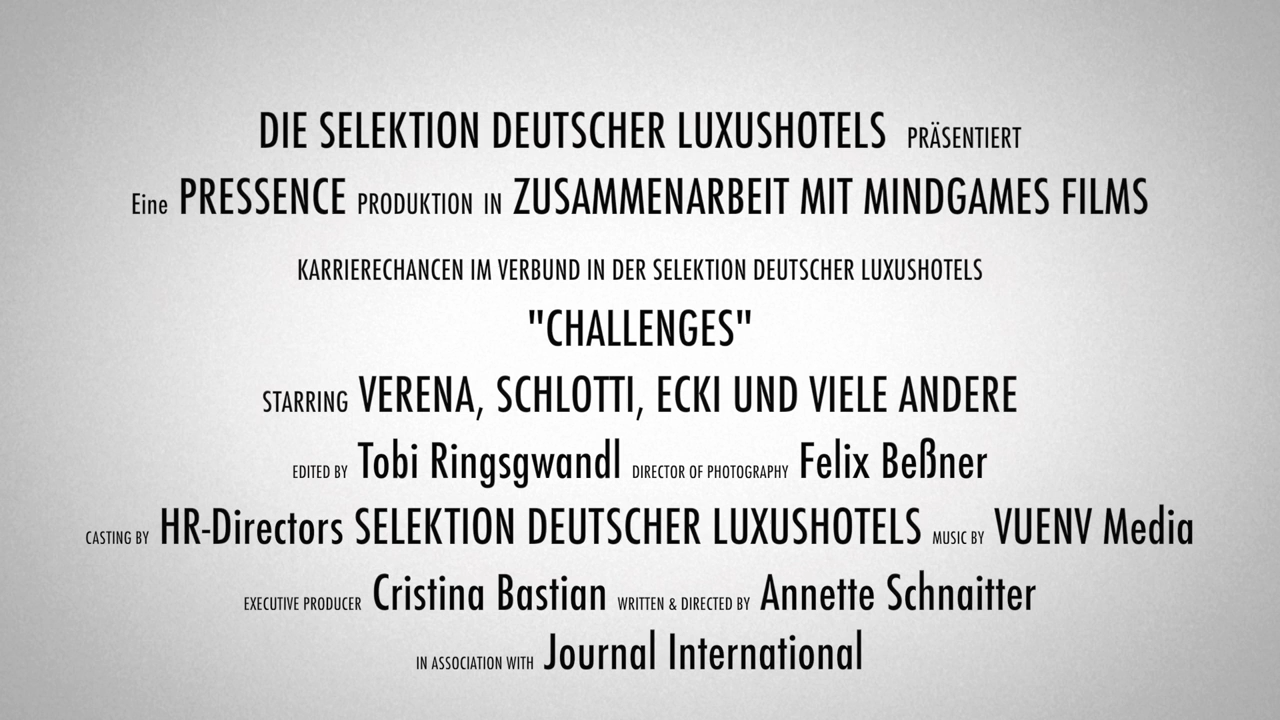 DIE SELEKTION DEUTSCHER LUXUSHOTELS PRÄSENTIERT
Eine PRESSENCE PRODUKTION IN ZUSAMMENARBEIT MIT MINDGAMES FILMS
KARRIERECHANCEN IM VERBUND IN DER SELEKTION DEUTSCHER LUXUSHOTELS
"CHALLENGES"
STARRING VERENA, SCHLOTTI, ECKI UND VIELE ANDERE
EDITED BY Tobi Ringsgwandl DIRECTOR OF PHOTOGRAPHY Felix Beßner
CASTING BY HR-Directors SELEKTION DEUTSCHER LUXUSHOTELS MUSIC BY VUENV Media
EXECUTIVE PRODUCER Cristina Bastian WRITTEN & DIRECTED BY Annette Schnaitter
IN ASSOCIATION WITH Journal International